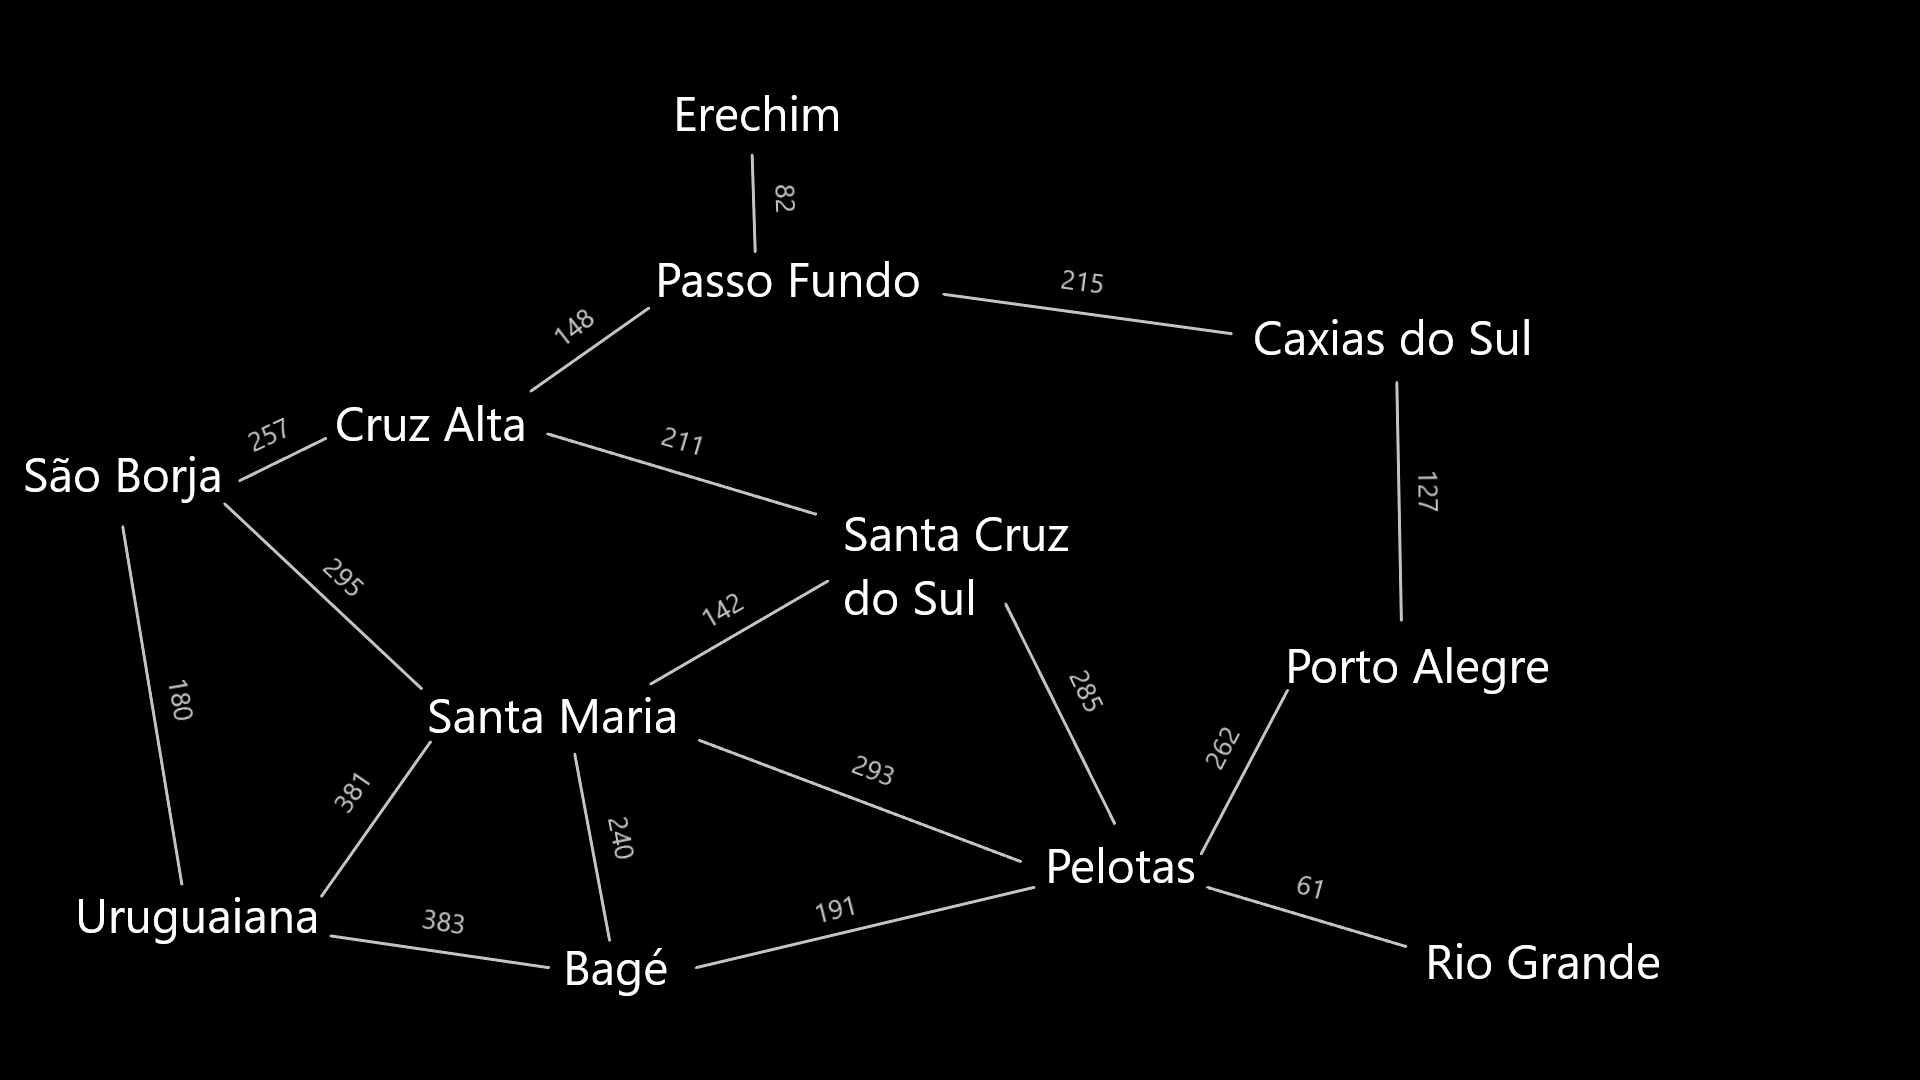 Erechim
82
Passo Fundo
215
148
Caxias do Sul
Cruz Alta
257
211
São Borja
127
Santa Cruz
do Sul
295
142
Porto Alegre
180
285
Santa Maria
262
381
293
240
Pelotas
61
Uruguaiana
383
191
Bagé
Rio Grande